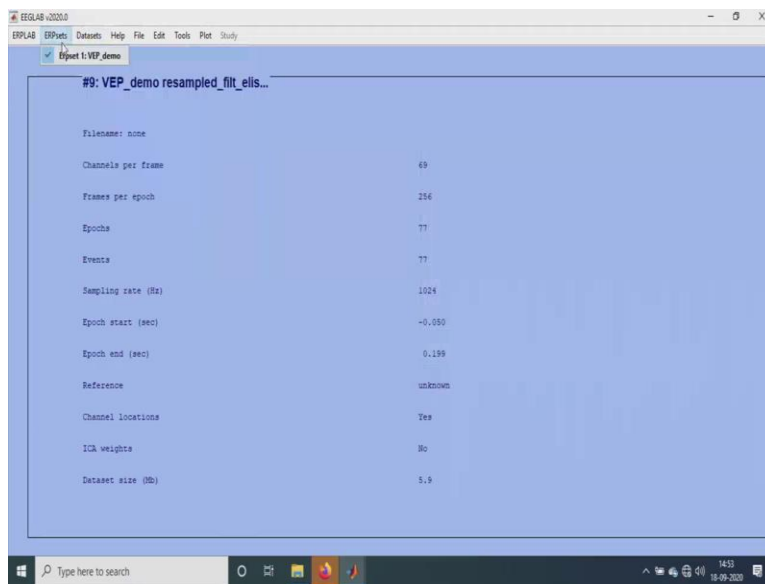 EEGLAB v2020.0
ERPLAB ERPsets Datasets Help File Edit Tools Plot Study
Erpset 1: VEP_demo
#9: VEP_demo resampled_filt_elis...
Filename: none
Channels per frame 69
Frames per epoch 256
Epochs 77
Events 77
Sampling rate (Hz) 1024
Epoch start (sec) -0.050
Epoch end (sec) 0.199
Reference unknown
Channel locations Yes
ICA weights No
Dataset size (Mb) 5.9
Type here to search
14:53
18-09-2020